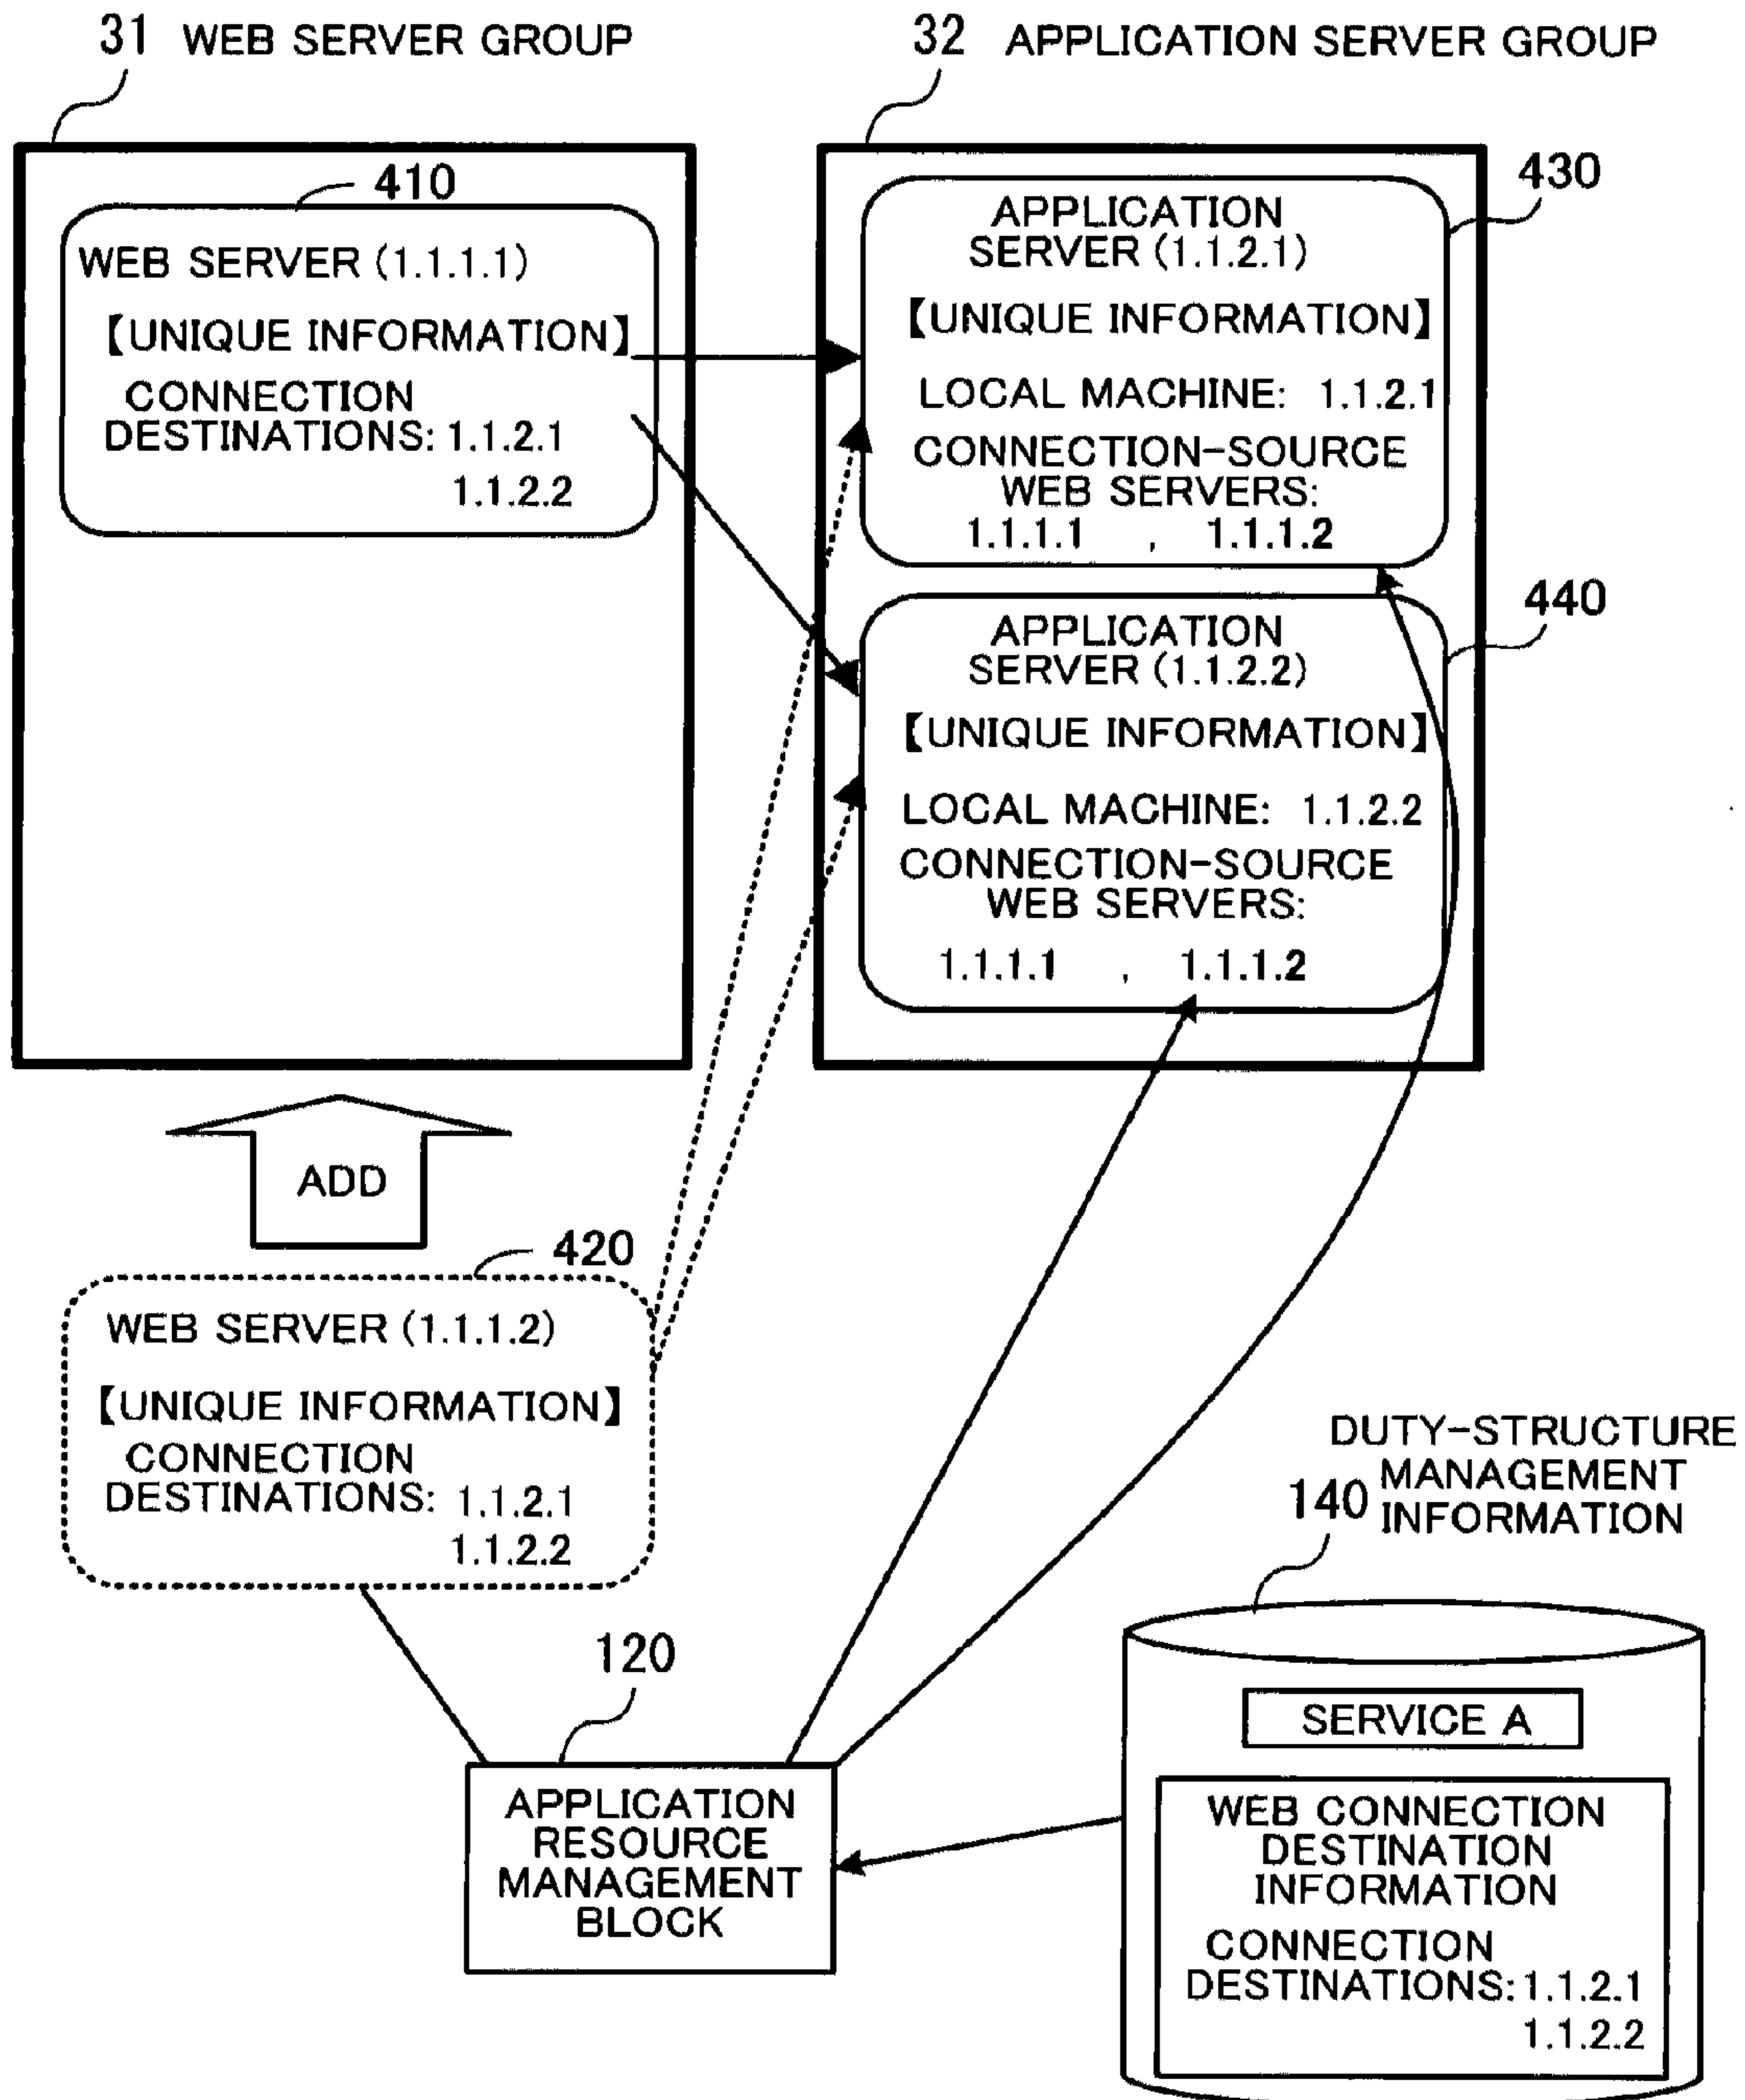 31 WEB SERVER GROUP
32 APPLICATION SERVER GROUP
410
WEB SERVER (1.1.1.1)
【UNIQUE INFORMATION】
CONNECTION
DESTINATIONS: 1.1.2.1
1.1.2.2
430
APPLICATION
SERVER (1.1.2.1)
【UNIQUE INFORMATION】
LOCAL MACHINE: 1.1.2.1
CONNECTION-SOURCE
WEB SERVERS:
1.1.1.1 , 1.1.1.2
440
APPLICATION
SERVER (1.1.2.2)
【UNIQUE INFORMATION】
LOCAL MACHINE: 1.1.2.2
CONNECTION-SOURCE
WEB SERVERS:
1.1.1.1 , 1.1.1.2
ADD
420
WEB SERVER (1.1.1.2)
【UNIQUE INFORMATION】
CONNECTION
DESTINATIONS: 1.1.2.1
1.1.2.2
120
APPLICATION
RESOURCE
MANAGEMENT
BLOCK
DUTY-STRUCTURE
MANAGEMENT
140 INFORMATION
SERVICE A
WEB CONNECTION
DESTINATION
INFORMATION
CONNECTION
DESTINATIONS: 1.1.2.1
1.1.2.2